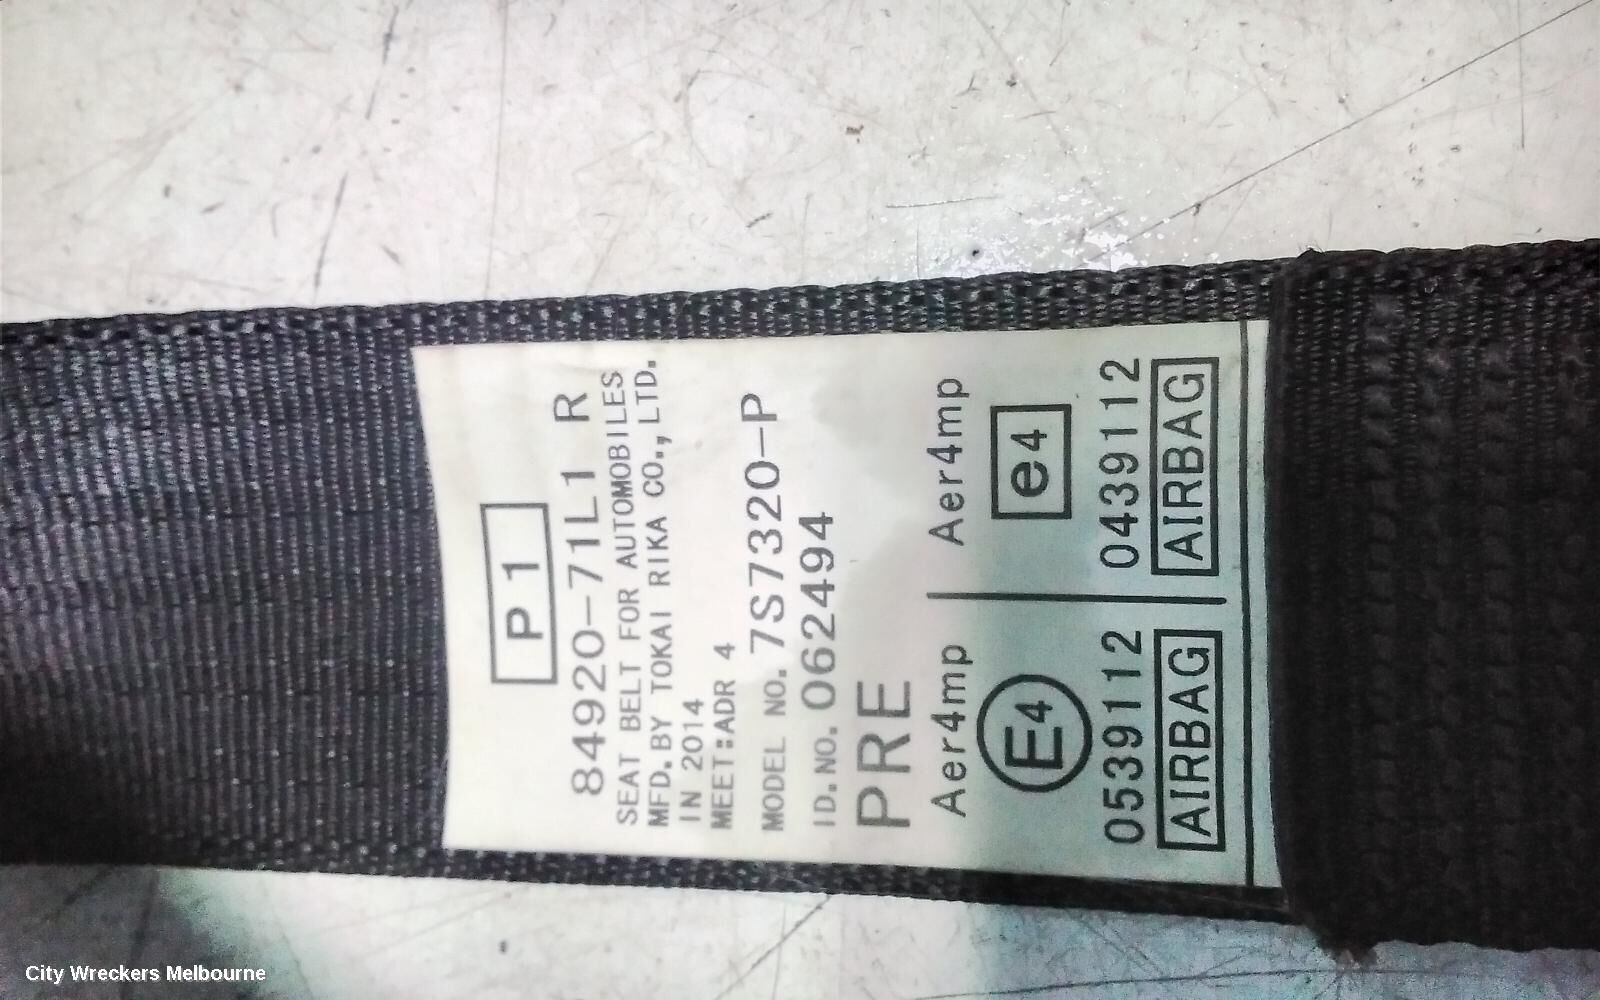 P1
84920-71L1 R
SEAT BELT FOR AUTOMOBILES
MFD.BY TOKAI RIKA CO.,LTD.
IN 2014
MEET:ADR 4
MODEL NO. 7S7320-P
ID.NO. 062494
PRE
Aer4mp Aer4mp
E4 e4
0539112 0439112
AIRBAG AIRBAG
City Wreckers Melbourne